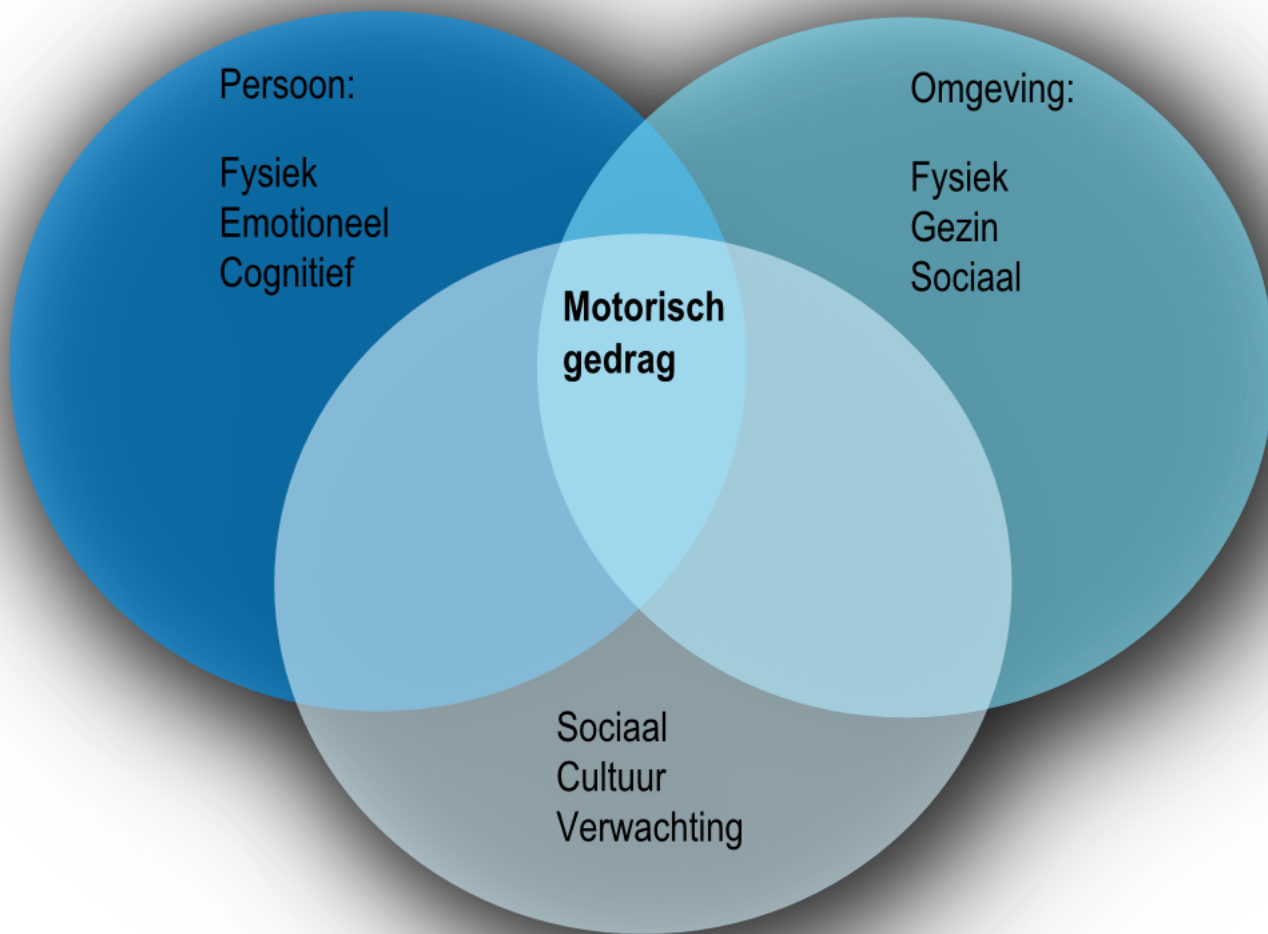 Persoon:
Fysiek
Emotioneel
Cognitief
Omgeving:
Fysiek
Gezin
Sociaal
Motorisch
gedrag
Sociaal
Cultuur
Verwachting